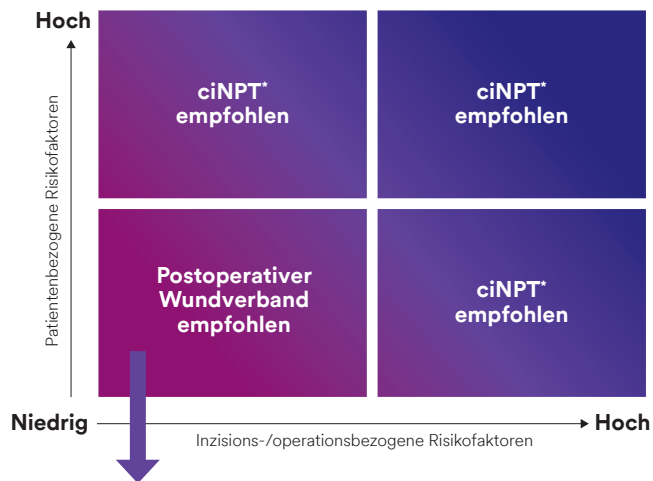 Hoch
Patientenbezogene Risikofaktoren
ciNPT*
empfohlen
ciNPT*
empfohlen
Postoperativer
Wundverband
empfohlen
ciNPT*
empfohlen
Niedrig
Inzisions-/operationsbezogene Risikofaktoren
Hoch